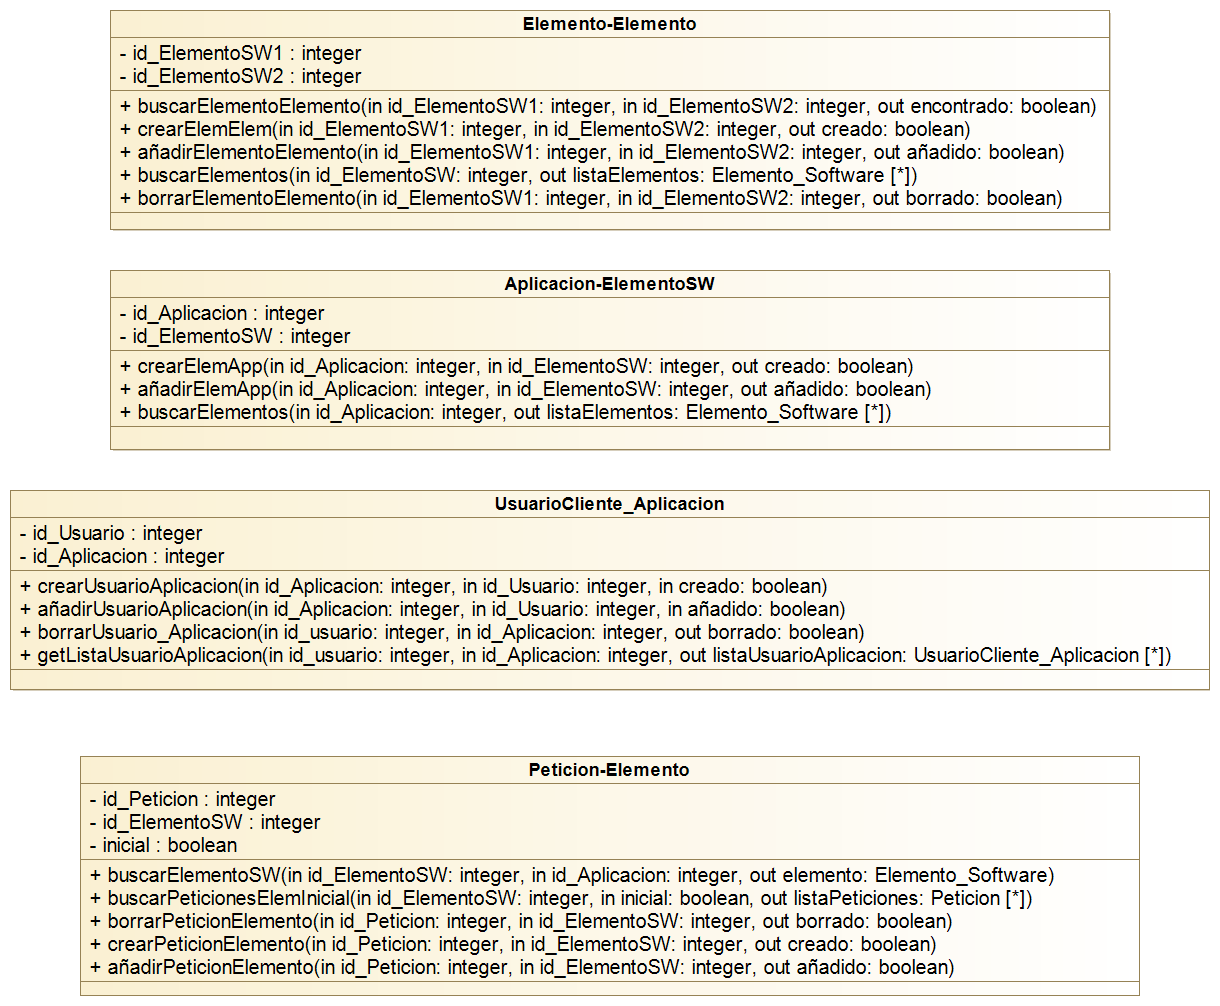 Elemento-Elemento
- id_ElementoSW1 : integer
- id_ElementoSW2 : integer
+ buscarElementoElemento(in id_ElementoSW1: integer, in id_ElementoSW2: integer, out encontrado: boolean)
+ crearElemElem(in id_ElementoSW1: integer, in id_ElementoSW2: integer, out creado: boolean)
+ añadirElementoElemento(in id_ElementoSW1: integer, in id_ElementoSW2: integer, out añadido: boolean)
+ buscarElementos(in id_ElementoSW: integer, out listaElementos: Elemento_Software [*])
+ borrarElementoElemento(in id_ElementoSW1: integer, in id_ElementoSW2: integer, out borrado: boolean)
Aplicacion-ElementoSW
- id_Aplicacion : integer
- id_ElementoSW : integer
+ crearElemApp(in id_Aplicacion: integer, in id_ElementoSW: integer, out creado: boolean)
+ añadirElemApp(in id_Aplicacion: integer, in id_ElementoSW: integer, out añadido: boolean)
+ buscarElementos(in id_Aplicacion: integer, out listaElementos: Elemento_Software [*])
UsuarioCliente_Aplicacion
- id_Usuario : integer
- id_Aplicacion : integer
+ crearUsuarioAplicacion(in id_Aplicacion: integer, in id_Usuario: integer, in creado: boolean)
+ añadirUsuarioAplicacion(in id_Aplicacion: integer, in id_Usuario: integer, in añadido: boolean)
+ borrarUsuario_Aplicacion(in id_usuario: integer, in id_Aplicacion: integer, out borrado: boolean)
+ getListaUsuarioAplicacion(in id_usuario: integer, in id_Aplicacion: integer, out listaUsuarioAplicacion: UsuarioCliente_Aplicacion [*])
Peticion-Elemento
- id_Peticion : integer
- id_ElementoSW : integer
- inicial : boolean
+ buscarElementoSW(in id_ElementoSW: integer, in id_Aplicacion: integer, out elemento: Elemento_Software)
+ buscarPeticionesElemInicial(in id_ElementoSW: integer, in inicial: boolean, out listaPeticiones: Peticion [*])
+ borrarPeticionElemento(in id_Peticion: integer, in id_ElementoSW: integer, out borrado: boolean)
+ crearPeticionElemento(in id_Peticion: integer, in id_ElementoSW: integer, out creado: boolean)
+ añadirPeticionElemento(in id_Peticion: integer, in id_ElementoSW: integer, out añadido: boolean)